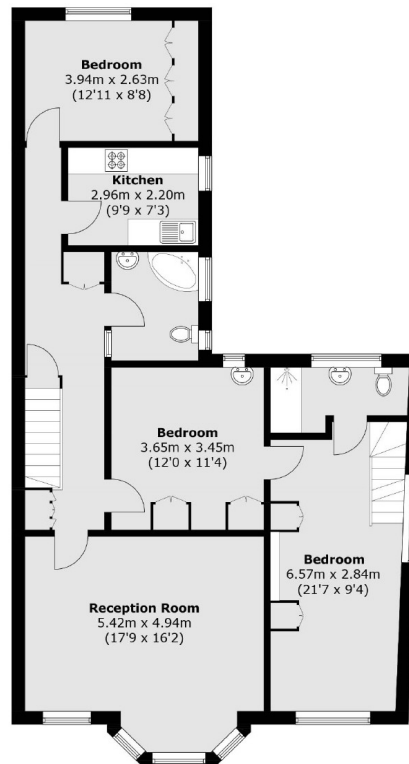 Bedroom
3.94m x 2.63m
(12'11 x 8'8)
Kitchen
2.96m x 2.20m
(9'9 x 7'3)
Bedroom
3.65m x 3.45m
(12'0 x 11'4)
Bedroom
6.57m x 2.84m
(21'7 x 9'4)
Reception Room
5.42m x 4.94m
(17'9 x 16'2)